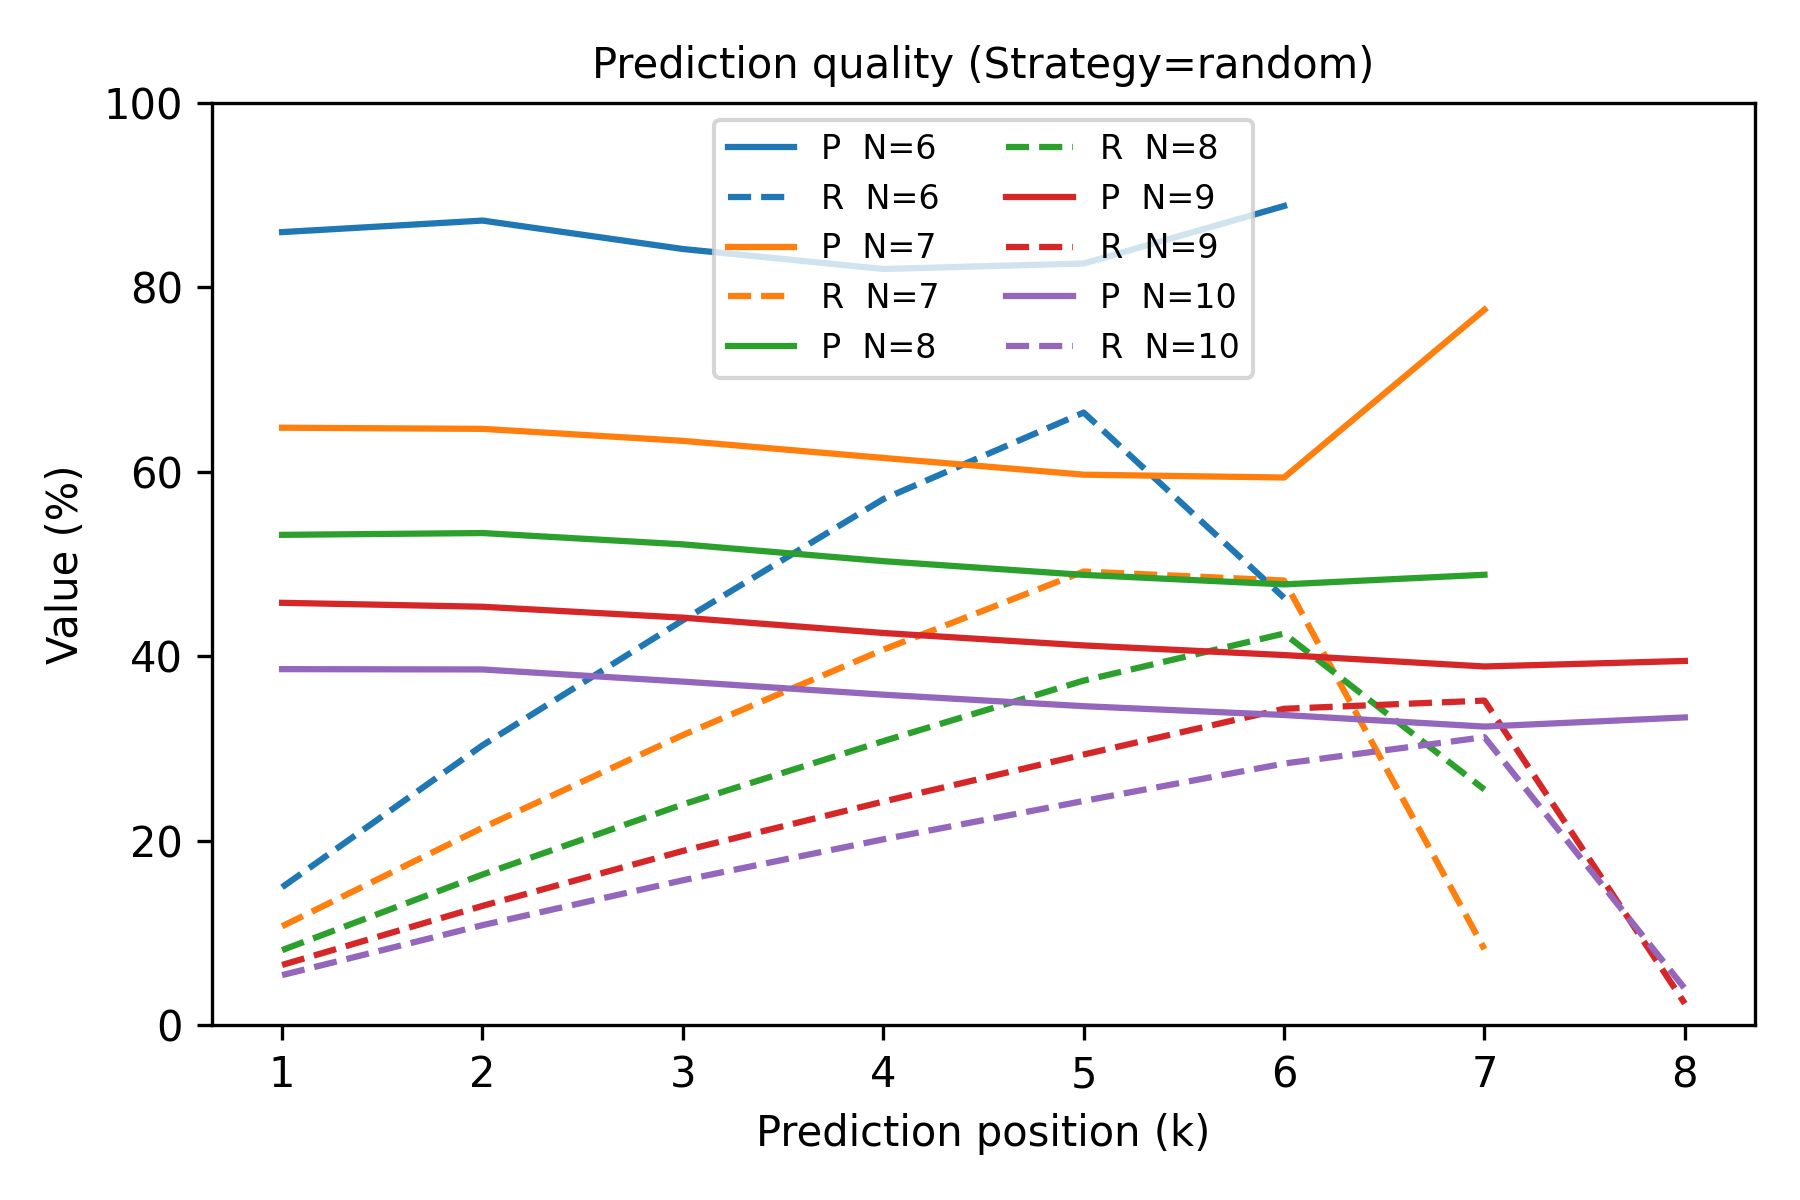 Prediction quality (Strategy=random)
100
80
60
40
20
0
Value (%)
P N=6
R N=6
P N=7
R N=7
P N=8
R N=8
P N=9
R N=9
P N=10
R N=10
1 2 3 4 5 6 7 8
Prediction position (k)